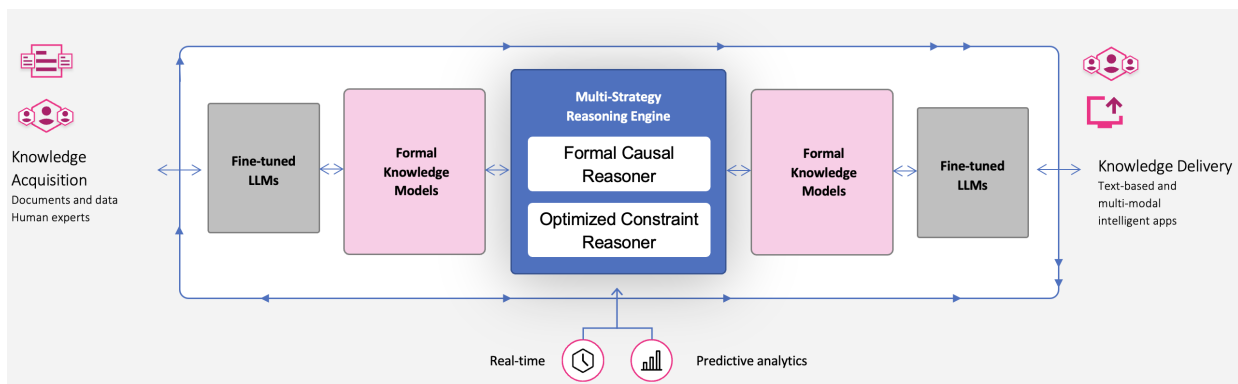 Knowledge
Acquisition
Documents and data
Human experts
Fine-tuned
LLMs
Formal
Knowledge
Models
Multi-Strategy
Reasoning Engine
Formal Causal
Reasoner
Optimized Constraint
Reasoner
Formal
Knowledge
Models
Fine-tuned
LLMs
Knowledge Delivery
Text-based and
multi-modal
intelligent apps
Real-time
Predictive analytics